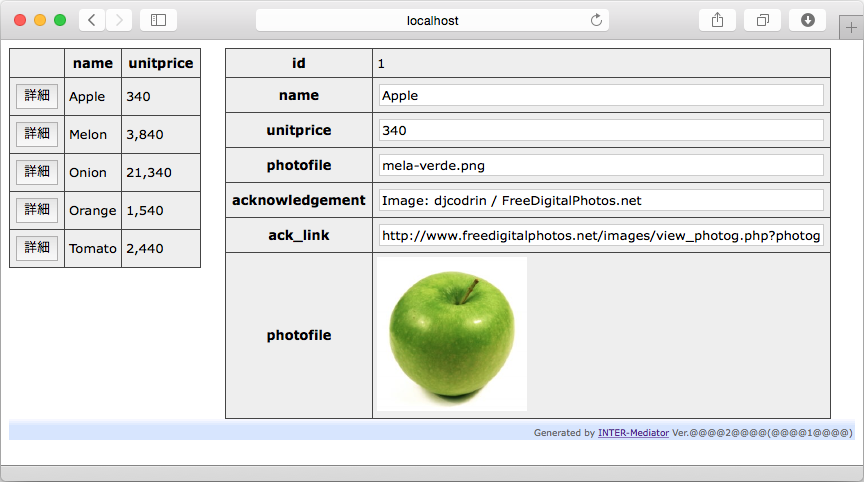 localhost
name unitprice
詳細 Apple 340
詳細 Melon 3,840
詳細 Onion 21,340
詳細 Orange 1,540
詳細 Tomato 2,440
id 1
name Apple
unitprice 340
photofile mela-verde.png
acknowledgement Image: djcodrin / FreeDigitalPhotos.net
ack_link http://www.freedigitalphotos.net/images/view_photog.php?photog
photofile
Generated by INTER-Mediator Ver.@@@@2@@@@(@@@@1@@@@)